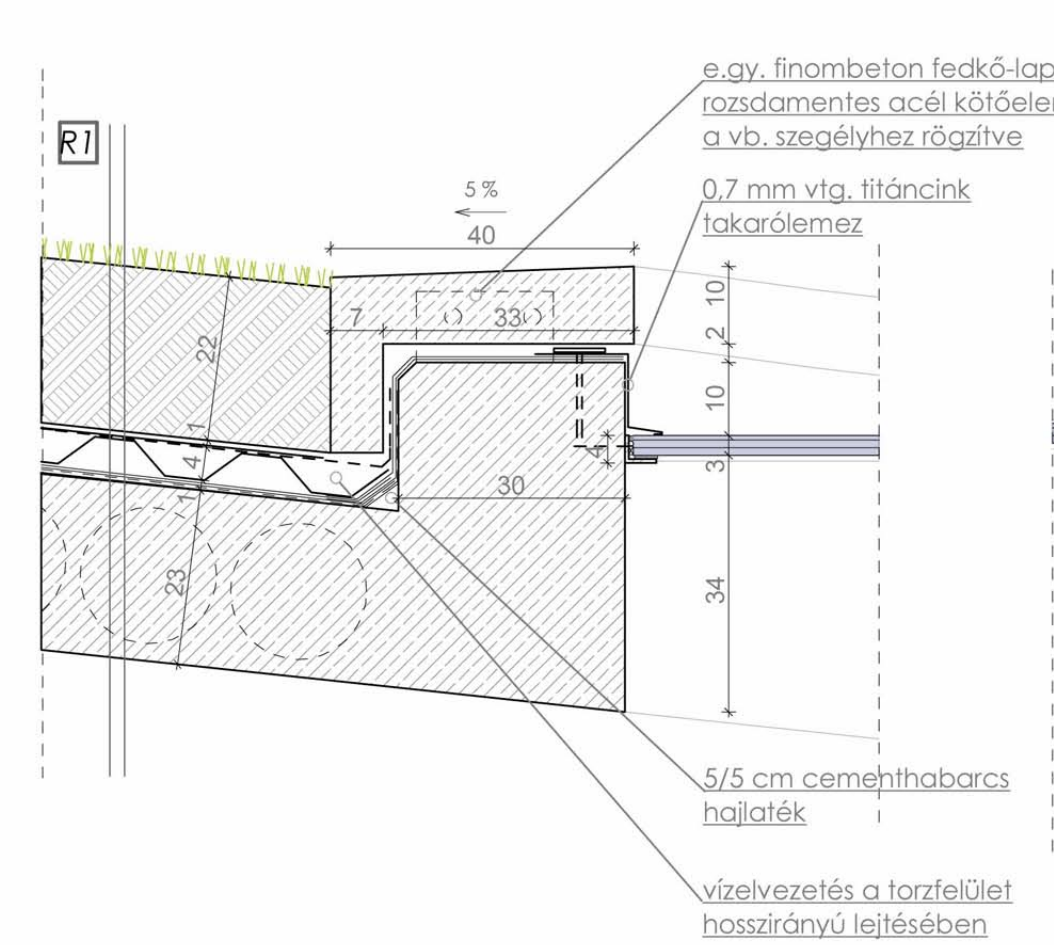 e.gy. finombeton fedkő-lap
rozsdamentes acél
a vb. szegélyhez rögzítve
R1
5 %
0,7 mm vtg. titáncink
takarólemez
40
10
7
33
2
22
10
1
4
4
3
30
1
23
34
5/5 cm cementhabarcs
hajlaték
vízelvezetés a torzfelület
hosszirányú lejtésében